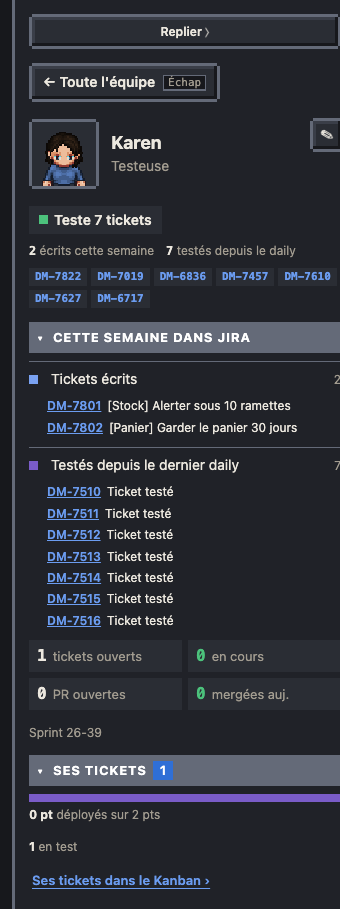 Replier ›
← Toute l'équipe Échap
Karen
✎
Testeuse
Teste 7 tickets
2 écrits cette semaine 7 testés depuis le daily
DM-7822 DM-7019 DM-6836 DM-7457 DM-7610
DM-7627 DM-6717
▾ CETTE SEMAINE DANS JIRA
Tickets écrits 2
DM-7801 [Stock] Alerter sous 10 ramettes
DM-7802 [Panier] Garder le panier 30 jours
Testés depuis le dernier daily 7
DM-7510 Ticket testé
DM-7511 Ticket testé
DM-7512 Ticket testé
DM-7513 Ticket testé
DM-7514 Ticket testé
DM-7515 Ticket testé
DM-7516 Ticket testé
1 tickets ouverts 0 en cours
0 PR ouvertes 0 mergées auj.
Sprint 26-39
▾ SES TICKETS 1
0 pt déployés sur 2 pts
1 en test
Ses tickets dans le Kanban ›